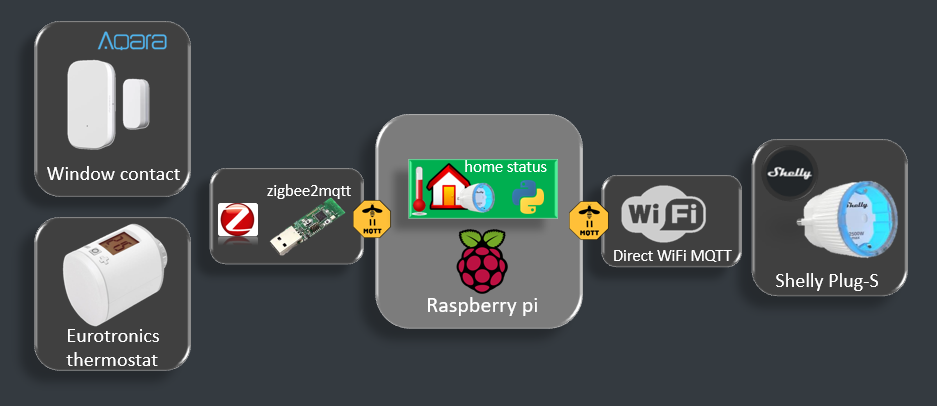 Aqara
Window contact
Eurotronics
thermostat
zigbee2mqtt
MQTT
home status
Raspberry pi
MQTT
WiFi
Direct WiFi MQTT
Shelly
Shelly
Shelly Plug-S